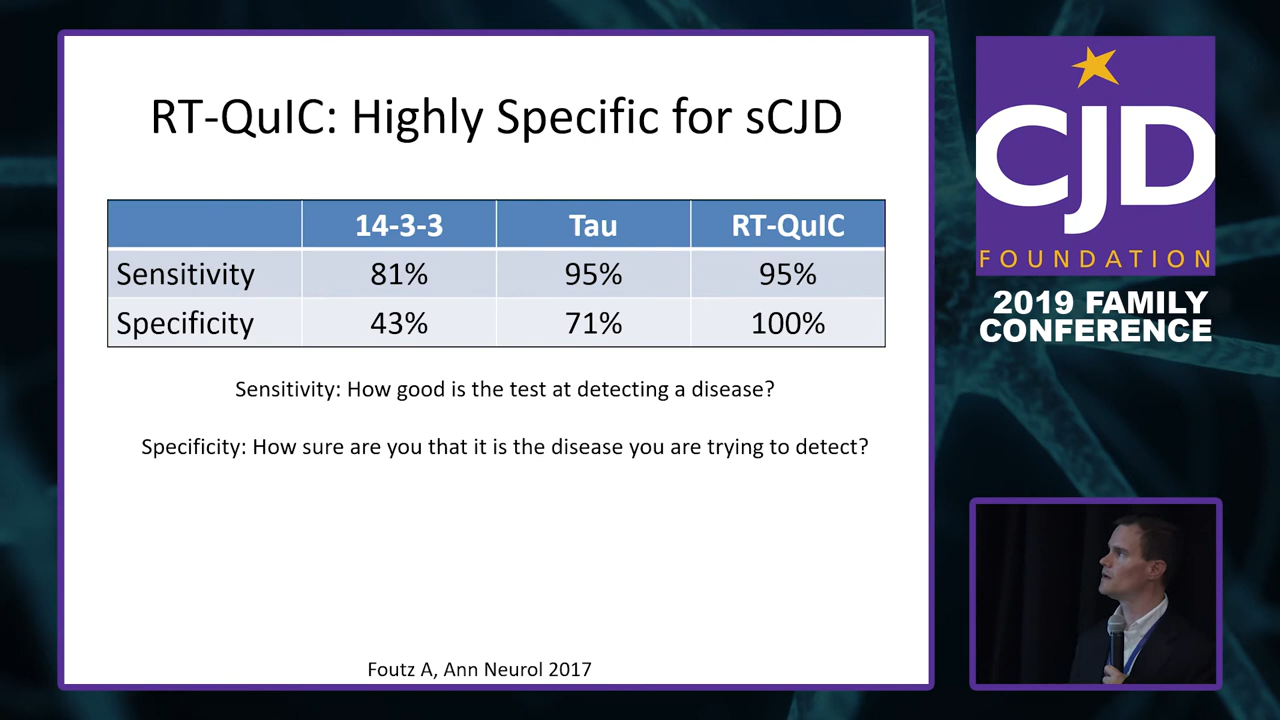 RT-QuIC: Highly Specific for sCJD
14-3-3 Tau RT-QuIC
Sensitivity 81% 95% 95%
Specificity 43% 71% 100%
Sensitivity: How good is the test at detecting a disease?
Specificity: How sure are you that it is the disease you are trying to detect?
Foutz A, Ann Neurol 2017
CJD
FOUNDATION
2019 FAMILY
CONFERENCE